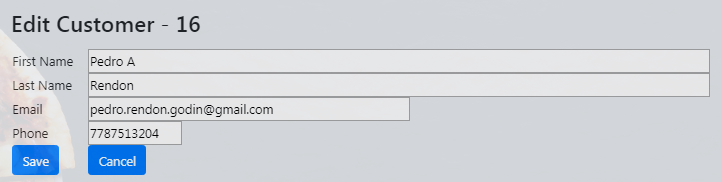 Edit Customer - 16
First Name Pedro A
Last Name Rendon
Email pedro.rendon.godin@gmail.com
Phone 7787513204
Save Cancel